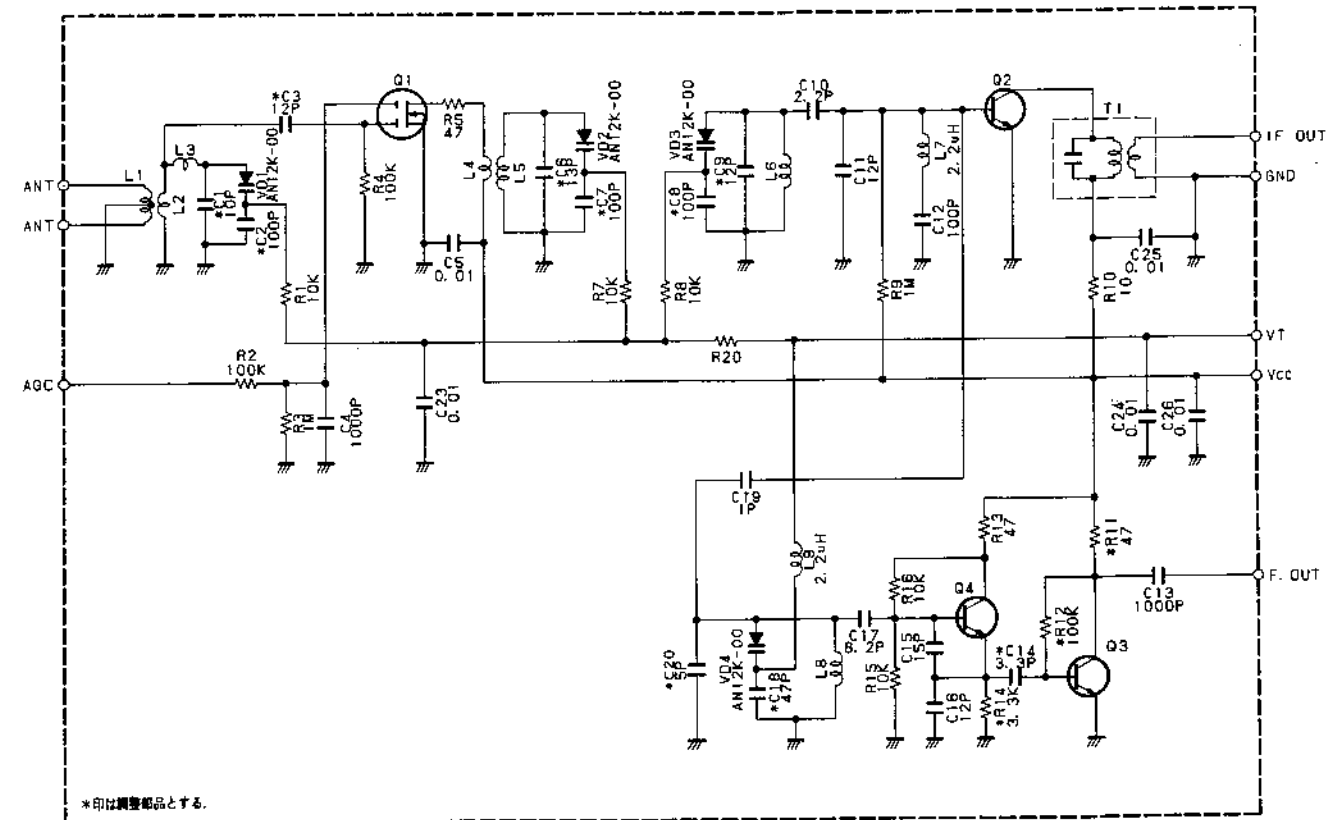 Q1
*C3
12P
R5
47
L3
L1
L2
ANT
ANT
*C1
10P
VD1
AN12K-00
*C2
100P
R4
100K
R1
10K
C5
0.01
L4
L5
*C6
13P
VD2
AN12K-00
*C7
100P
R7
10K
VD3
AN12K-00
*C8
100P
R8
10K
*C9
12P
L6
C10
2.2P
C11
12P
L7
2.2uH
C12
100P
R9
1M
Q2
T1
IF OUT
GND
C25
0.01
R10
10
R20
VT
Vcc
AGC
R2
100K
R3
1M
C4
1000P
C23
0.01
C24
0.01
C26
0.01
C19
1P
L9
2.2uH
R13
47
*R11
47
F. OUT
C13
1000P
R16
10K
Q4
*R12
100K
Q3
*C14
3.3P
*C20
5P
VD4
AN12K-00
*C18
47P
L8
C17
8.2P
R15
10K
C15
15P
C16
12P
*R14
3.3K
*印は調整部品とする.